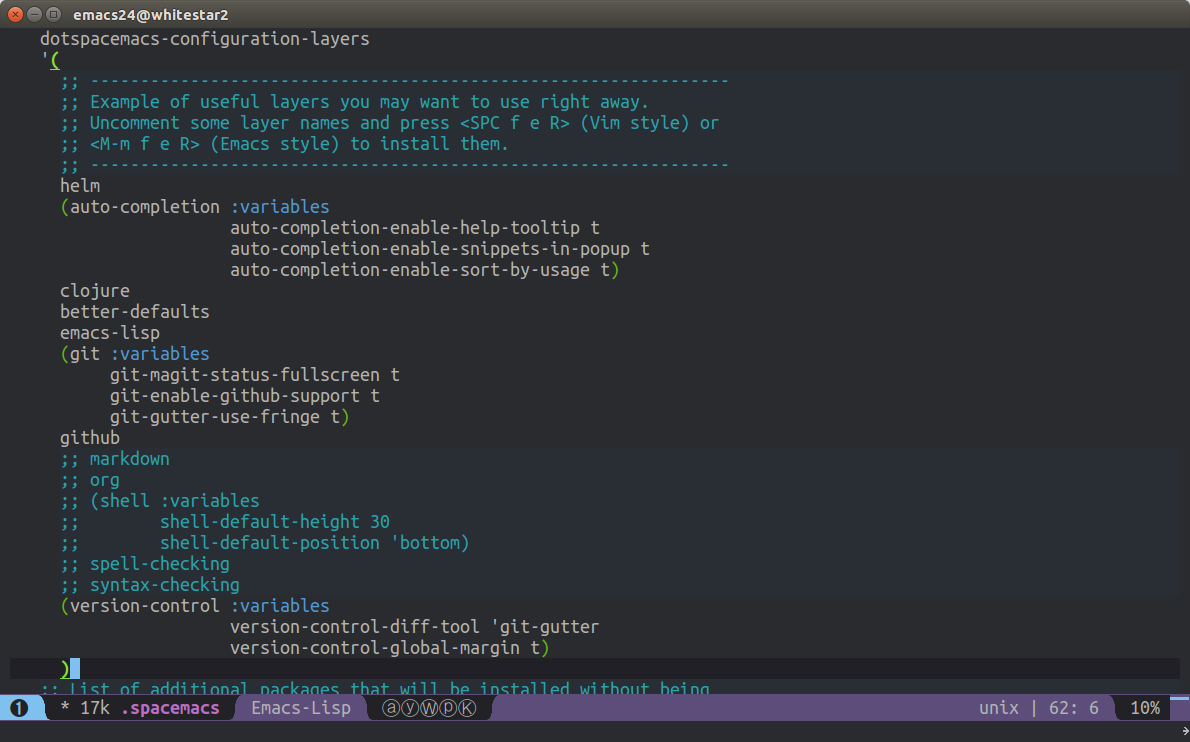 emacs24@whitestar2
dotspacemacs-configuration-layers
'(
;; ----------------------------------------------------------------
;; Example of useful layers you may want to use right away.
;; Uncomment some layer names and press <SPC f e R> (Vim style) or
;; <M-m f e R> (Emacs style) to install them.
;; ----------------------------------------------------------------
helm
(auto-completion :variables
auto-completion-enable-help-tooltip t
auto-completion-enable-snippets-in-popup t
auto-completion-enable-sort-by-usage t)
clojure
better-defaults
emacs-lisp
(git :variables
git-magit-status-fullscreen t
git-enable-github-support t
git-gutter-use-fringe t)
github
;; markdown
;; org
;; (shell :variables
;;        shell-default-height 30
;;        shell-default-position 'bottom)
;; spell-checking
;; syntax-checking
(version-control :variables
version-control-diff-tool 'git-gutter
version-control-global-margin t)
)
;; List of additional packages that will be installed without being
❶ * 17k .spacemacs Emacs-Lisp ⓐⓨⓌⓟⓀ unix | 62: 6 10%